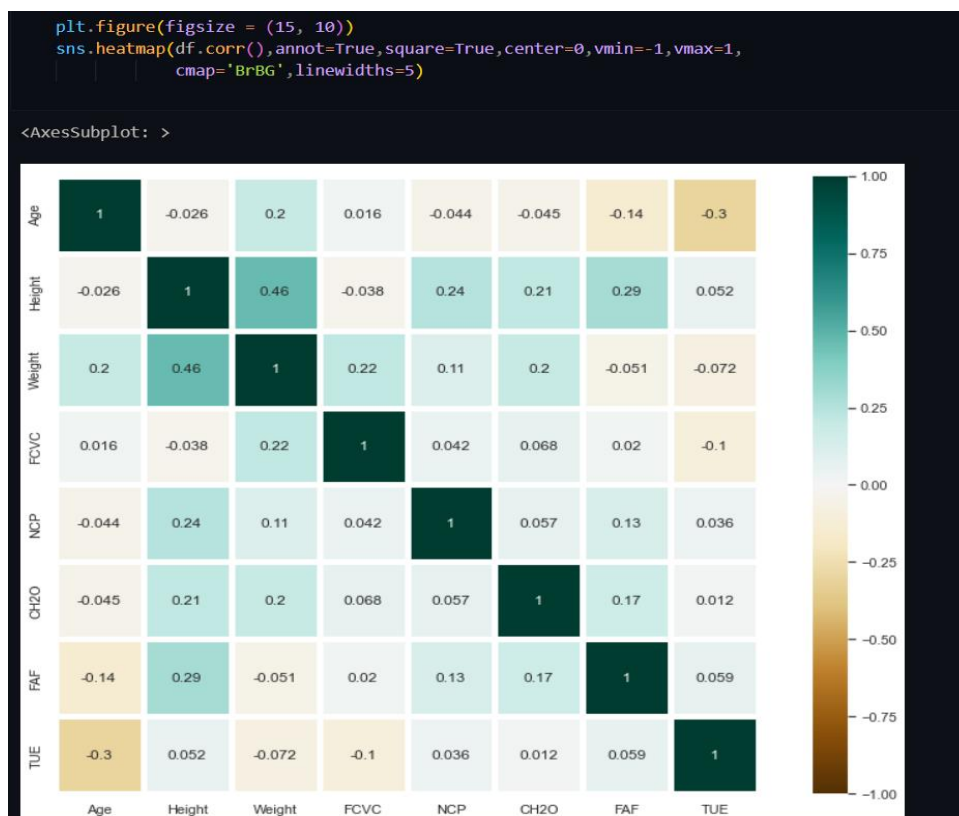 plt.figure(figsize = (15, 10))
sns.heatmap(df.corr(),annot=True,square=True,center=0,vmin=-1,vmax=1,
cmap='BrBG',linewidths=5)
<AxesSubplot: >
Age 1 -0.026 0.2 0.016 -0.044 -0.045 -0.14 -0.3
Height -0.026 1 0.46 -0.038 0.24 0.21 0.29 0.052
Weight 0.2 0.46 1 0.22 0.11 0.2 -0.051 -0.072
FCVC 0.016 -0.038 0.22 1 0.042 0.068 0.02 -0.1
NCP -0.044 0.24 0.11 0.042 1 0.057 0.13 0.036
CH2O -0.045 0.21 0.2 0.068 0.057 1 0.17 0.012
FAF -0.14 0.29 -0.051 0.02 0.13 0.17 1 0.059
TUE -0.3 0.052 -0.072 -0.1 0.036 0.012 0.059 1
Age Height Weight FCVC NCP CH2O FAF TUE
1.00
0.75
0.50
0.25
0.00
-0.25
-0.50
-0.75
-1.00